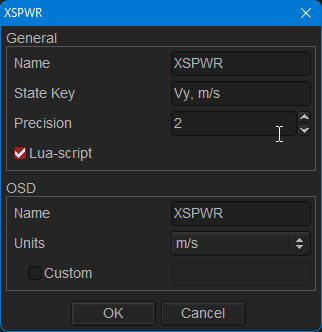 XSPWR
General
Name XSPWR
State Key Vy, m/s
Precision 2
Lua-script
OSD
Name XSPWR
Units m/s
Custom
OK Cancel